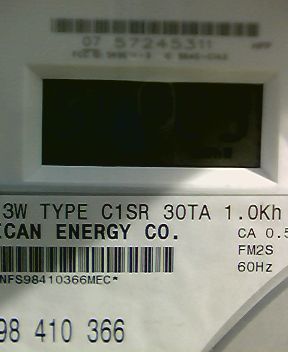 07 57245311
3W TYPE C1SR 30TA 1.0Kh
ICAN ENERGY CO.
CA 0.5
FM2S
60Hz
NFS98410366MEC*
98 410 366